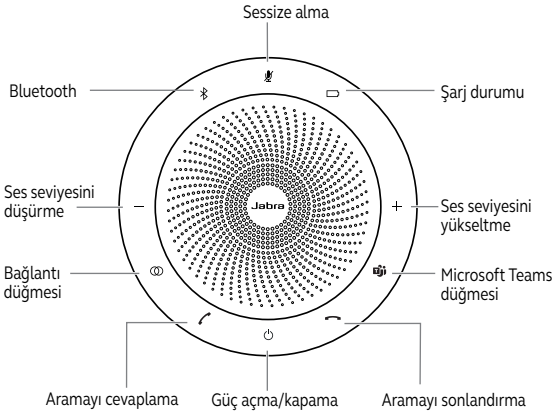 Sessize alma
Bluetooth
Şarj durumu
Jabra
Ses seviyesini
düşürme
Ses seviyesini
yükseltme
Bağlantı
düğmesi
Microsoft Teams
düğmesi
Aramayı cevaplama
Güç açma/kapama
Aramayı sonlandırma